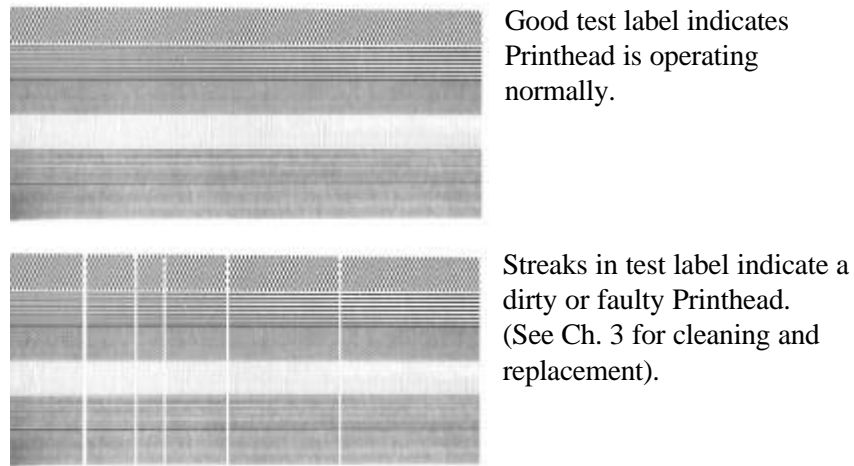 Good test label indicates
Printhead is operating
normally.
Streaks in test label indicate a
dirty or faulty Printhead.
(See Ch. 3 for cleaning and
replacement).